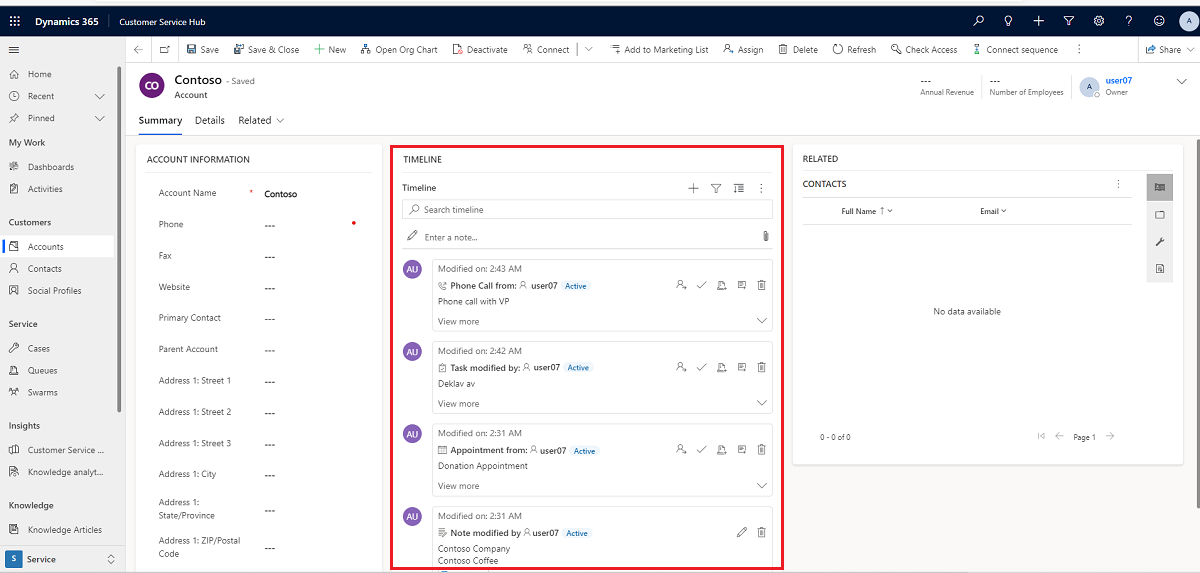 Dynamics 365 Customer Service Hub A
Save Save & Close New Open Org Chart Deactivate Connect Add to Marketing List Assign Delete Refresh Check Access Connect sequence Share
Home
Recent
Pinned
My Work
Dashboards
Activities
Customers
Accounts
Contacts
Social Profiles
Service
Cases
Queues
Swarms
Insights
Customer Service ...
Knowledge analyt...
Knowledge
Knowledge Articles
S Service
CO Contoso - Saved
Account
--- Annual Revenue
--- Number of Employees
A user07
Owner
Summary Details Related
ACCOUNT INFORMATION
Account Name * Contoso
Phone ---
Fax ---
Website ---
Primary Contact ---
Parent Account ---
Address 1: Street 1 ---
Address 1: Street 2 ---
Address 1: Street 3 ---
Address 1: City ---
Address 1:
State/Province ---
Address 1: ZIP/Postal
Code ---
TIMELINE
Timeline
Search timeline
Enter a note...
AU Modified on: 2:43 AM
Phone Call from: user07 Active
Phone call with VP
View more
AU Modified on: 2:42 AM
Task modified by: user07 Active
Deklav av
View more
AU Modified on: 2:31 AM
Appointment from: user07 Active
Donation Appointment
View more
AU Modified on: 2:31 AM
Note modified by user07 Active
Contoso Company
Contoso Coffee
RELATED
CONTACTS
Full Name ↑ Email
No data available
0 - 0 of 0 Page 1